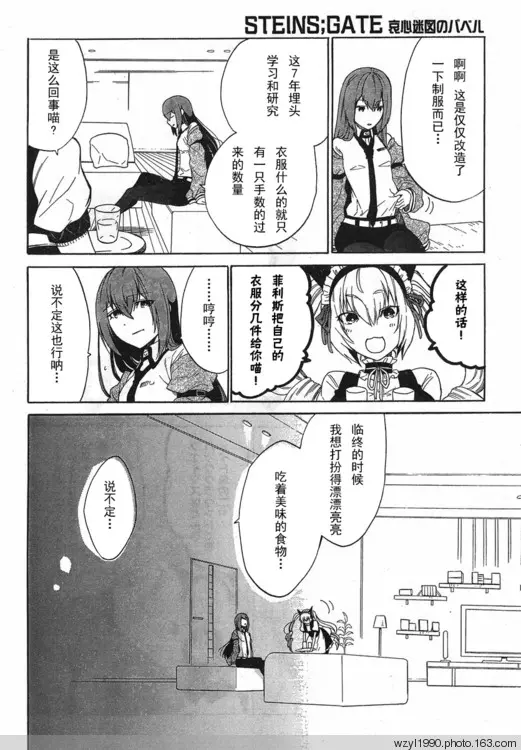 STEINS;GATE 哀心迷図のバベル
啊啊 这是仅仅改造了
一下制服而已…
这7年埋头
学习和研究
衣服什么的就只
有一只手数的过
来的数量
是这么回事喵?
这样的话!
菲利斯把自己的
衣服分几件给你喵!
……哼哼……
说不定这也行呐…
临终的时候
我想打扮得漂漂亮亮
吃着美味的食物…
说不定…
wzyl1990.photo.163.com